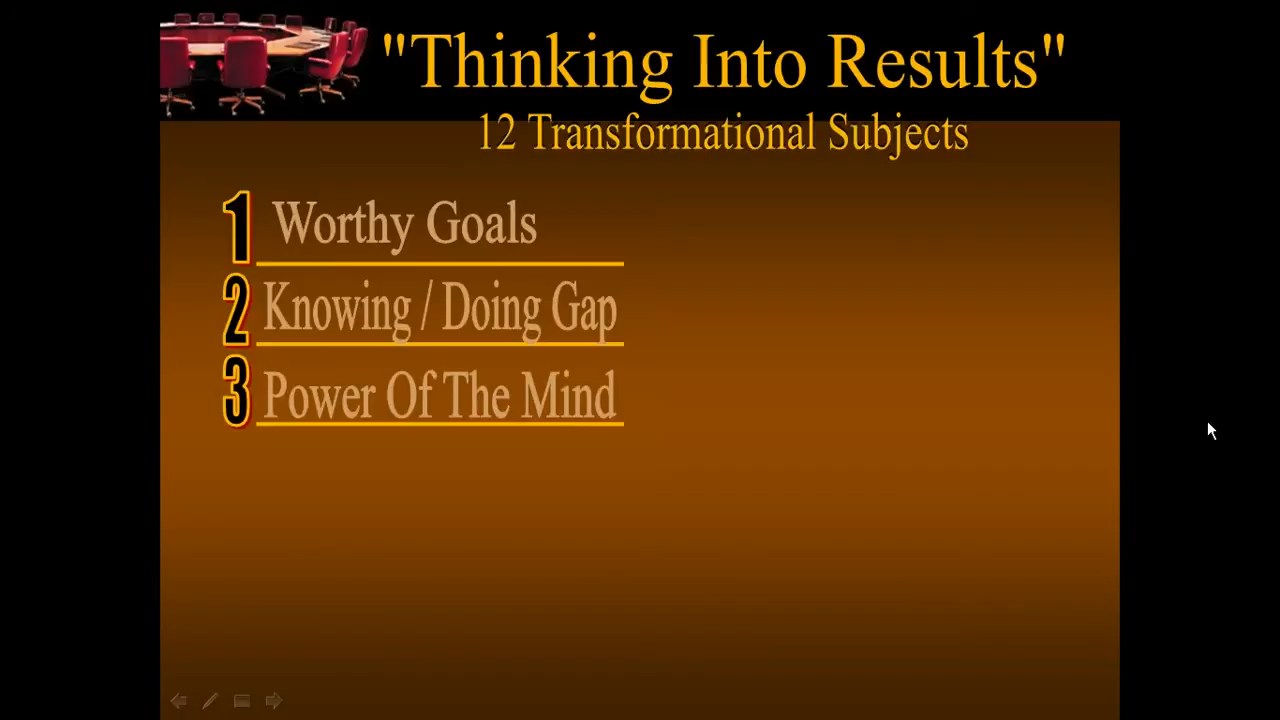 "Thinking Into Results"
12 Transformational Subjects
1 Worthy Goals
2 Knowing / Doing Gap
3 Power Of The Mind